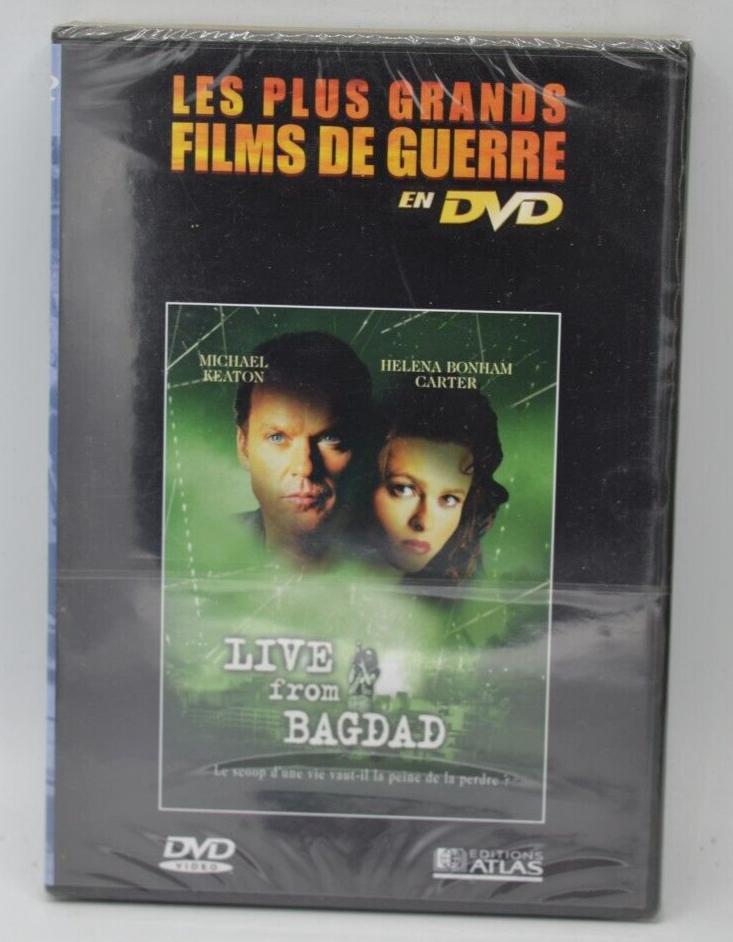 LES PLUS GRANDS
FILMS DE GUERRE
EN DVD
MICHAEL
KEATON
HELENA BONHAM
CARTER
LIVE
from
BAGDAD
Le scoop d'une vie vaut-il la peine de la perdre ?
DVD
VIDEO
EDITIONS
ATLAS